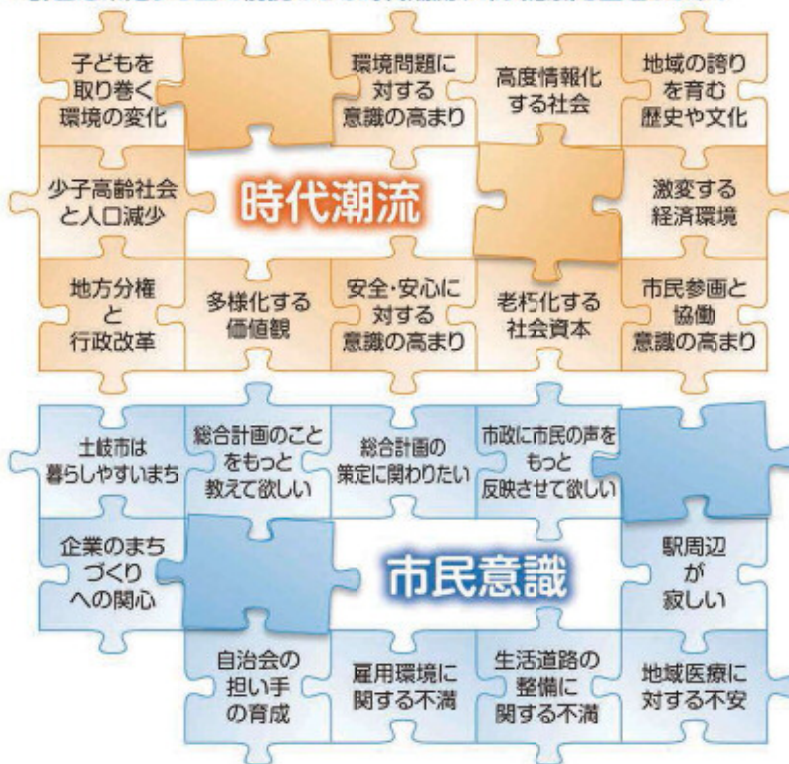 子どもを
取り巻く
環境の変化
環境問題に
対する
意識の高まり
高度情報化
する社会
地域の誇り
を育む
歴史や文化
少子高齢社会
と人口減少
時代潮流
激変する
経済環境
地方分権
と
行政改革
多様化する
価値観
安全・安心に
対する
意識の高まり
老朽化する
社会資本
市民参画と
協働
意識の高まり
土岐市は
暮らしやすいまち
総合計画のこと
をもっと
教えて欲しい
総合計画の
策定に関わりたい
市政に市民の声を
もっと
反映させて欲しい
企業のまち
づくり
への関心
市民意識
駅周辺
が
寂しい
自治会の
担い手
の育成
雇用環境に
関する不満
生活道路の
整備に
関する不満
地域医療に
対する不安